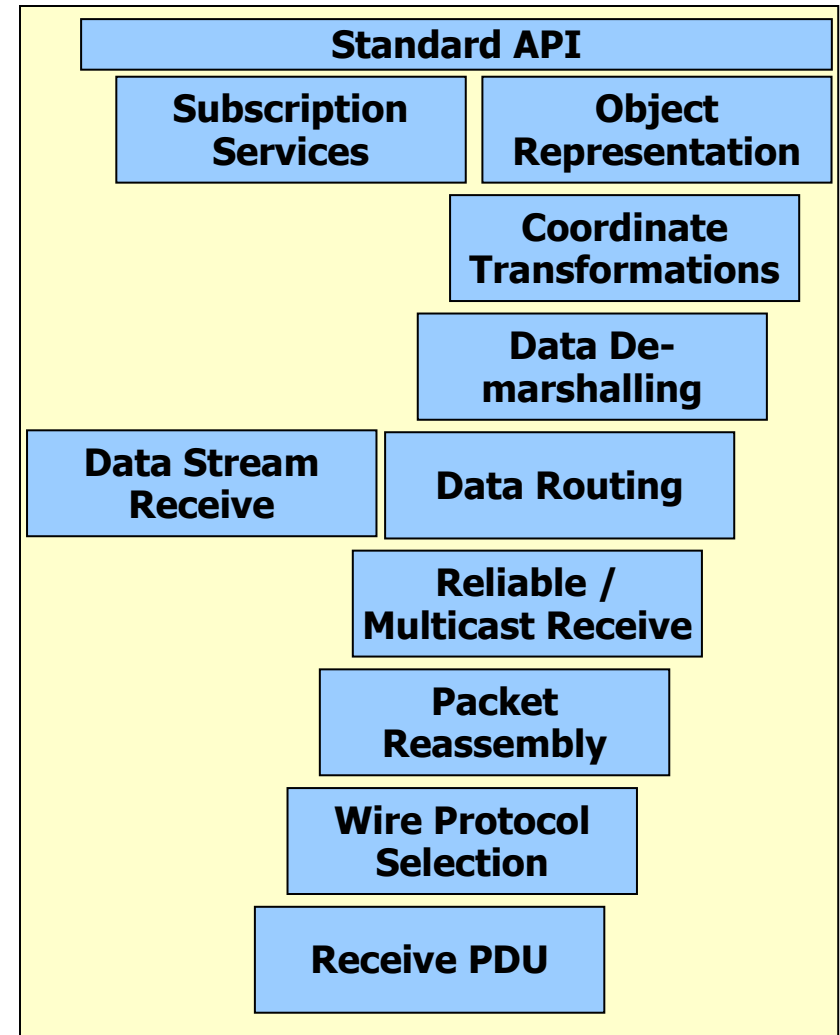 Standard API
Subscription
Services
Object
Representation
Coordinate
Transformations
Data De-
marshalling
Data Stream
Receive
Data Routing
Reliable /
Multicast Receive
Packet
Reassembly
Wire Protocol
Selection
Receive PDU